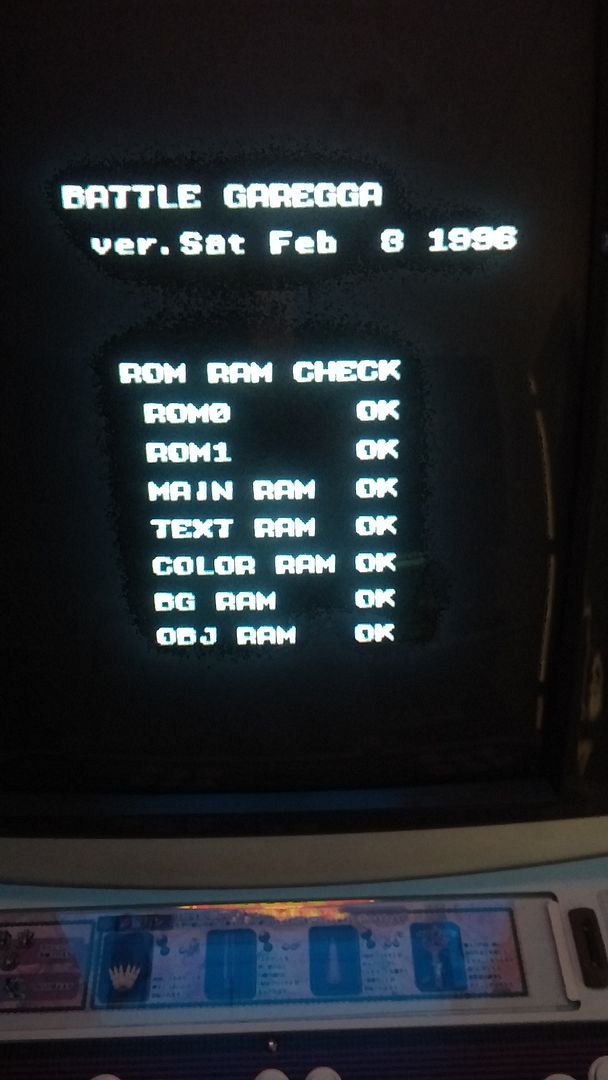 BATTLE GAREGGA
ver.Sat Feb  3 1996
ROM RAM CHECK
ROM0 OK
ROM1 OK
MAIN RAM OK
TEXT RAM OK
COLOR RAM OK
BG RAM OK
OBJ RAM OK